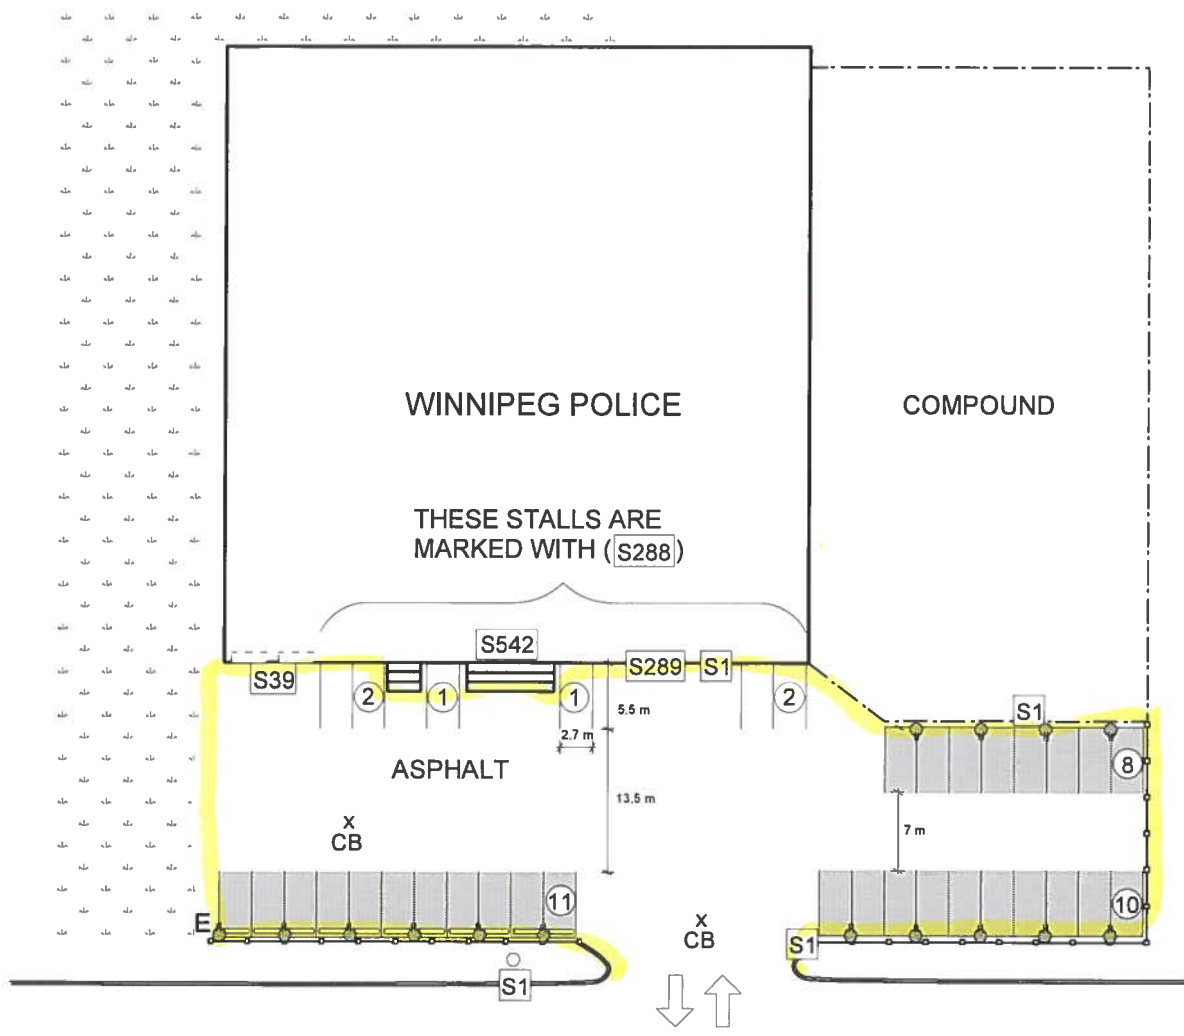 WINNIPEG POLICE
COMPOUND
THESE STALLS ARE
MARKED WITH (S288)
S542
S39
S289
S1
2
1
1
2
5.5 m
2.7 m
S1
8
ASPHALT
13,5 m
X
CB
7 m
11
10
E
X
CB
S1
S1